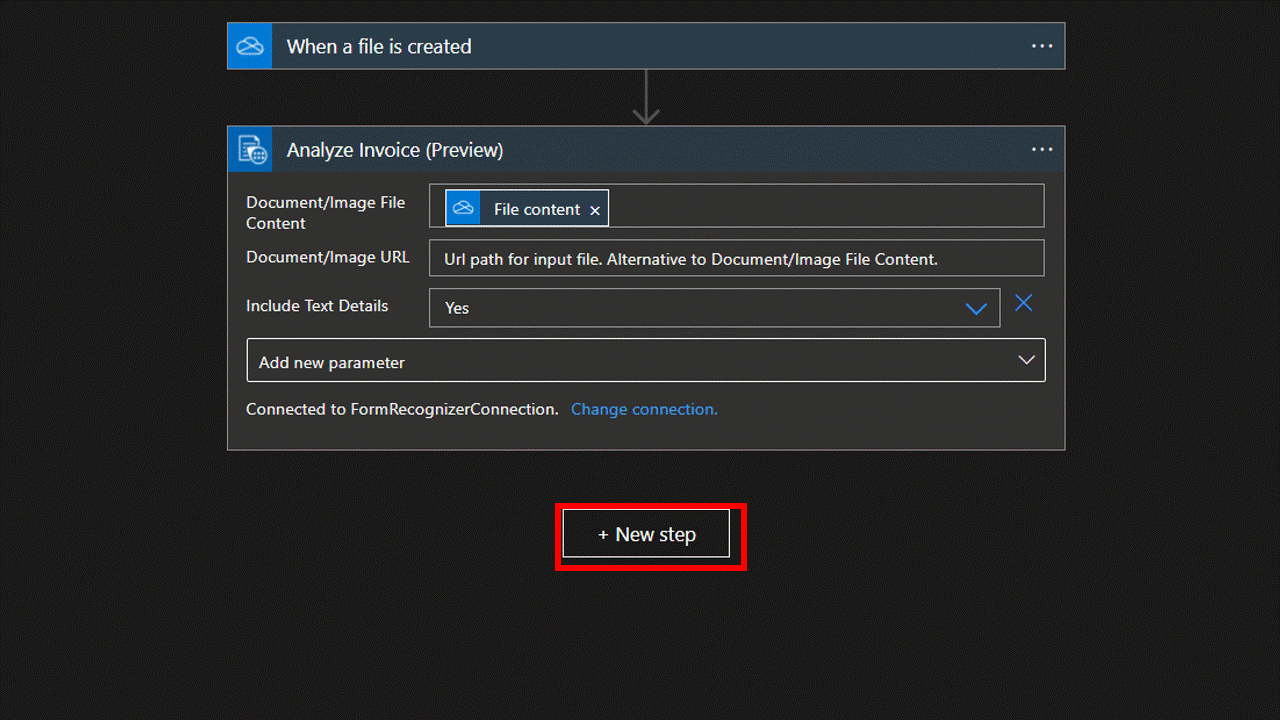 When a file is created
Analyze Invoice (Preview)
Document/Image File
Content
File content
Document/Image URL
Url path for input file. Alternative to Document/Image File Content.
Include Text Details
Yes
Add new parameter
Connected to FormRecognizerConnection. Change connection.
+ New step